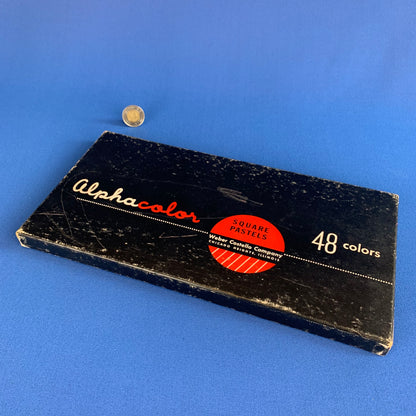 Alphacolor
SQUARE
PASTELS
Weber Costello Company
CHICAGO HEIGHTS, ILLINOIS
48 colors